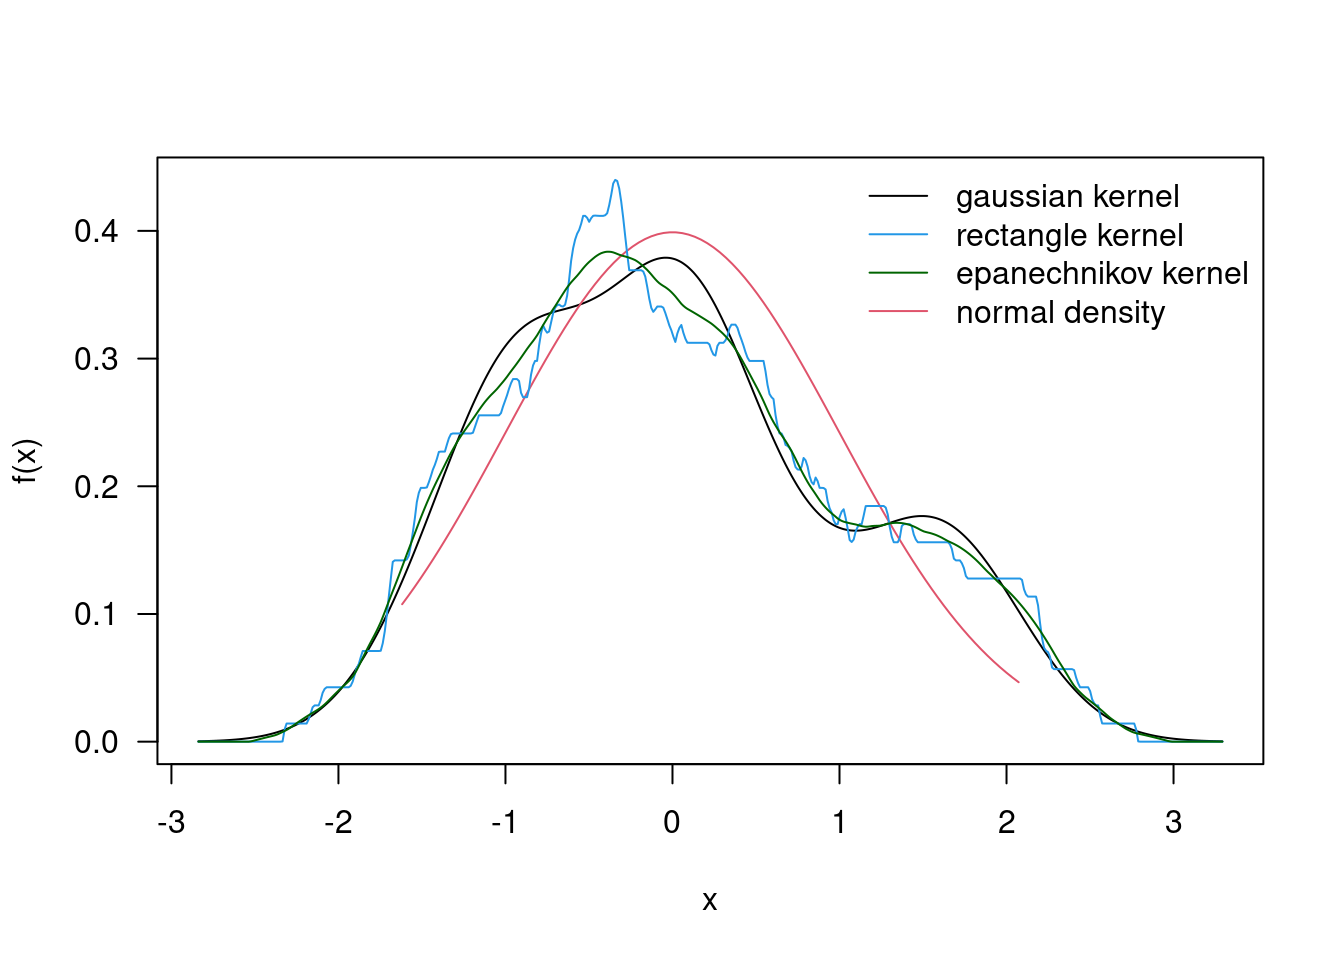 gaussian kernel
rectangle kernel
epanechnikov kernel
normal density
f(x)
0.4
0.3
0.2
0.1
0.0
-3 -2 -1 0 1 2 3
x